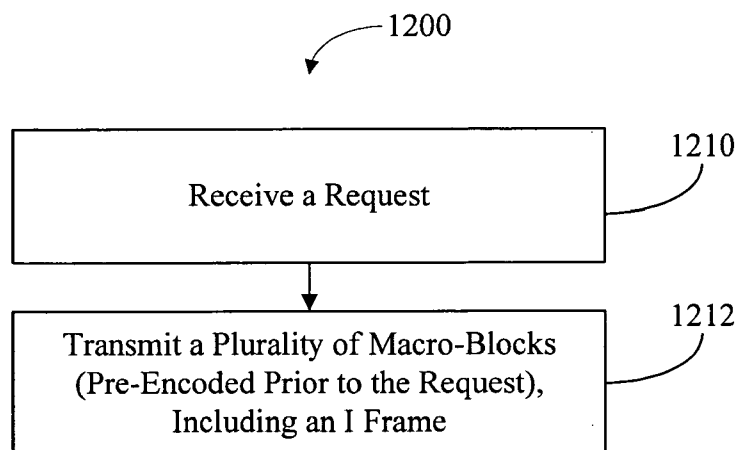 1200
Receive a Request
1210
Transmit a Plurality of Macro-Blocks
(Pre-Encoded Prior to the Request),
Including an I Frame
1212